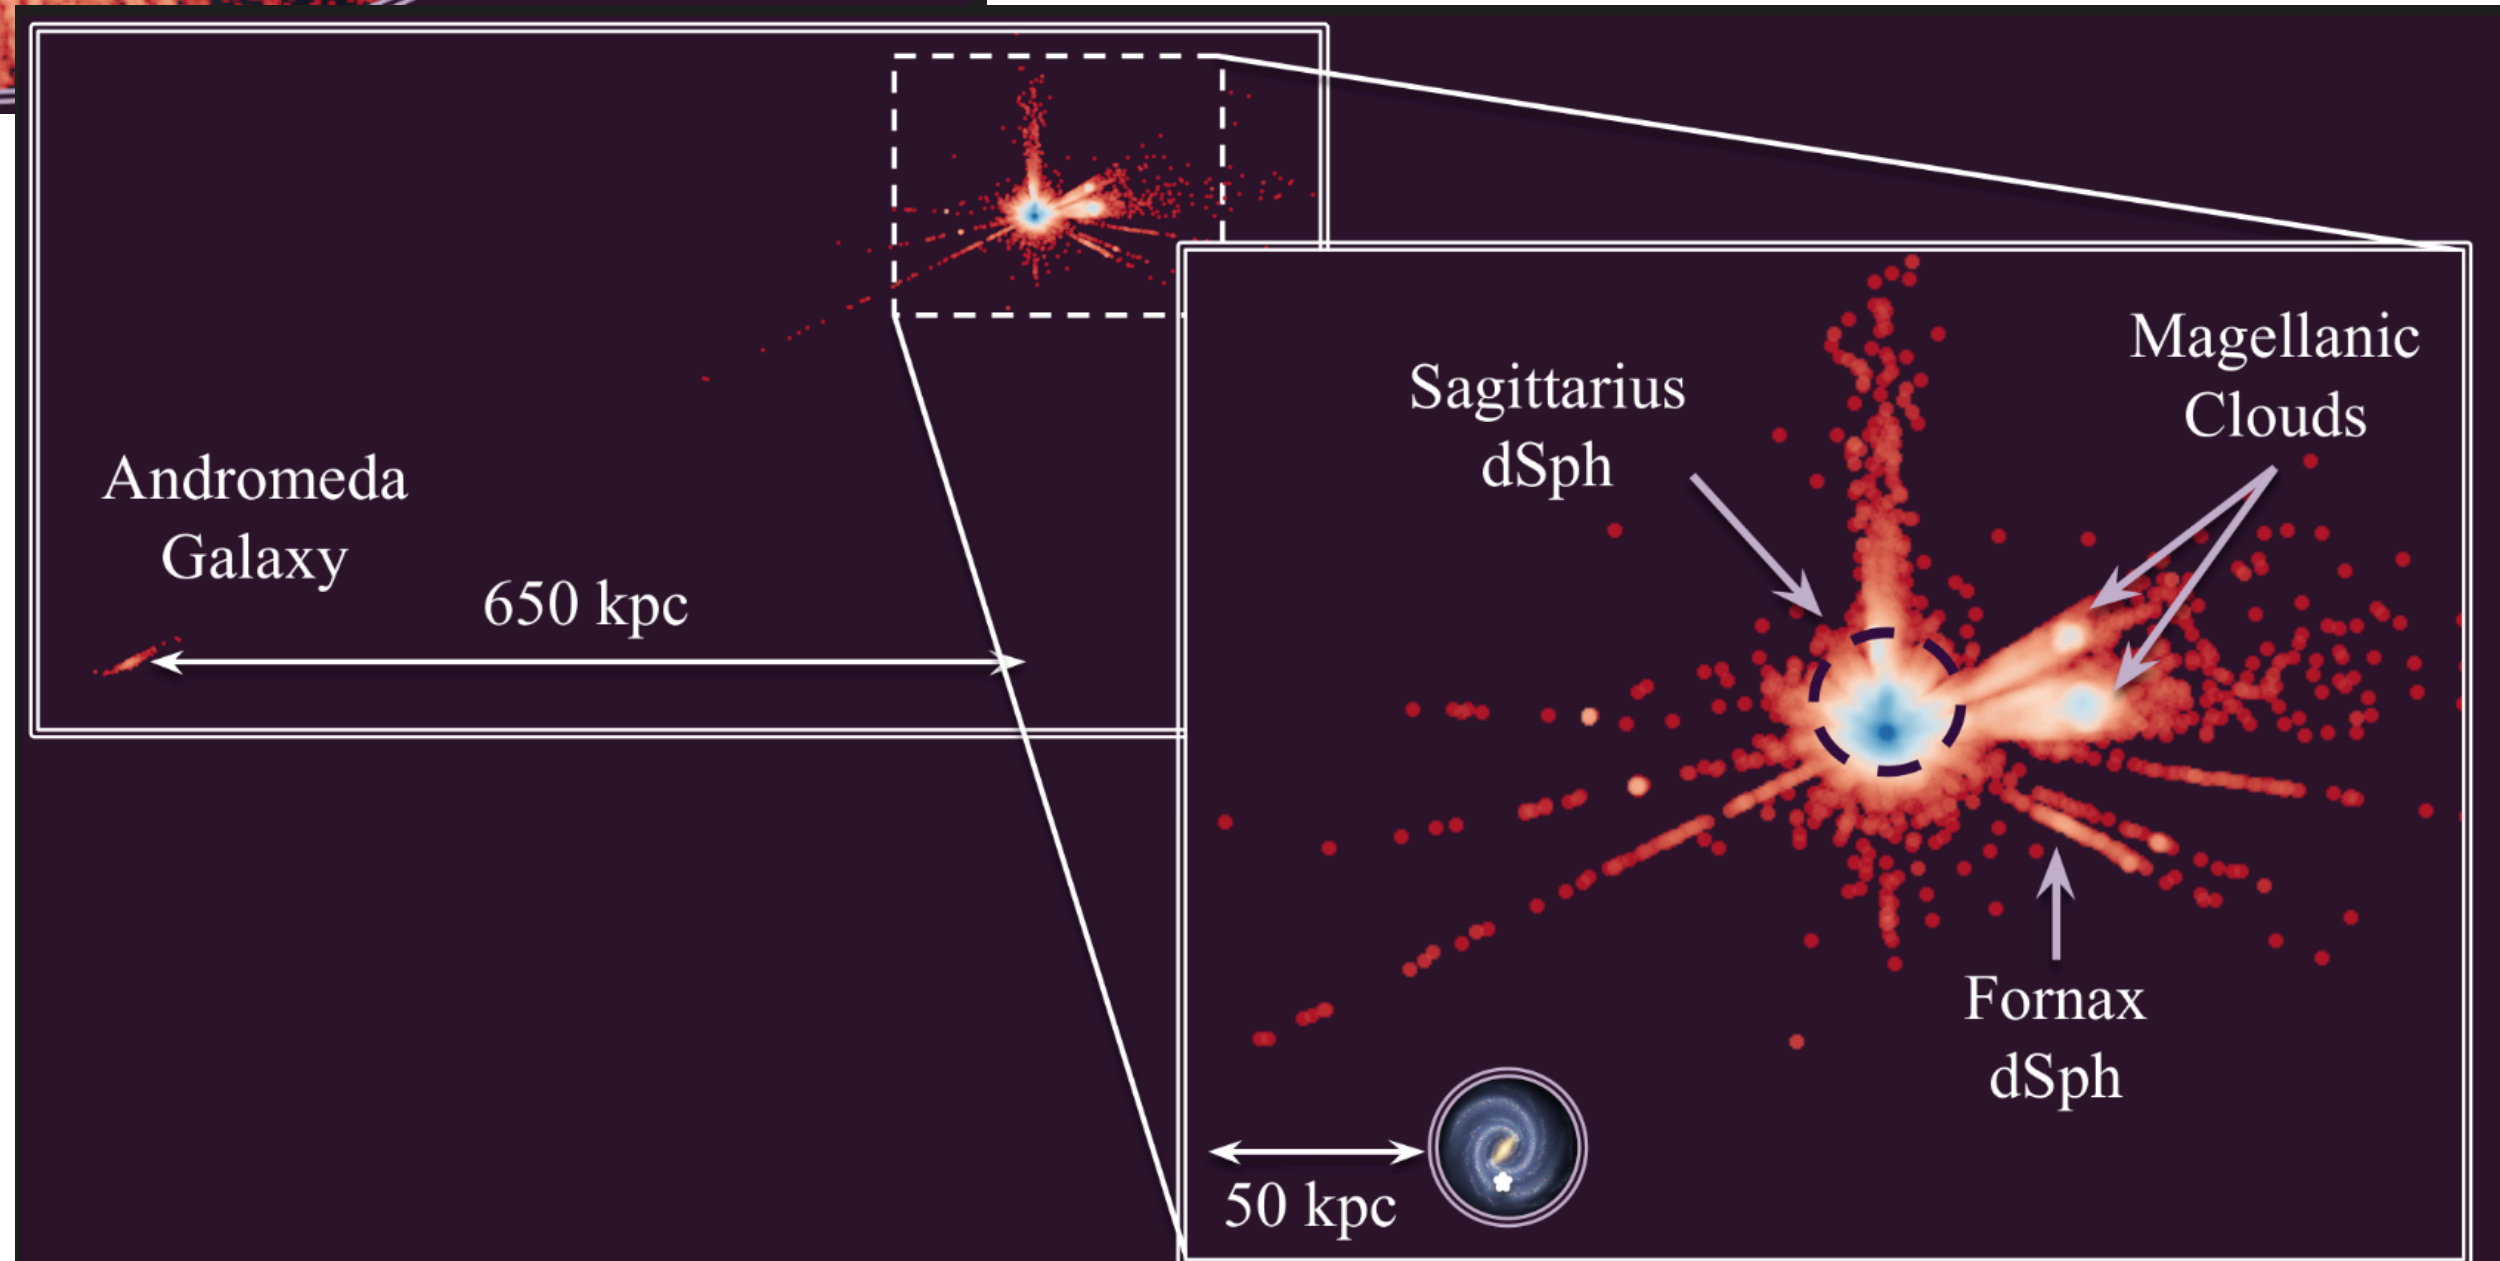 Andromeda
Galaxy
650 kpc
Sagittarius
dSph
Magellanic
Clouds
Fornax
dSph
50 kpc